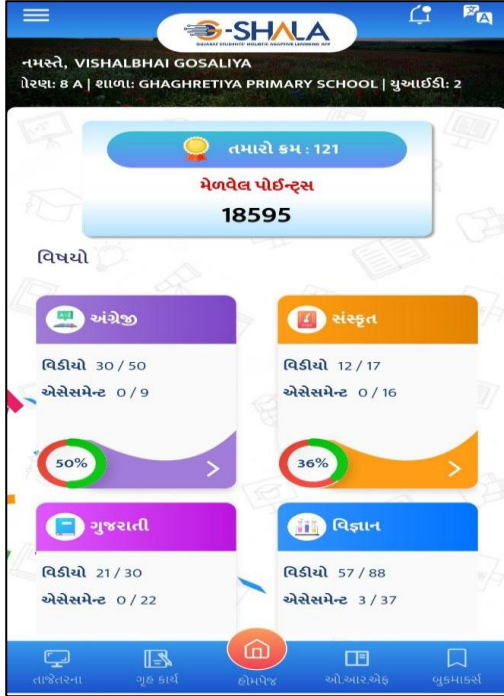 G-SHALA
GUJARAT STUDENTS' HOLISTIC ADAPTIVE LEARNING APP
નમસ્તે, VISHALBHAI GOSALIYA
ધોરણ: 8 A | શાળા: GHAGHRETIYA PRIMARY SCHOOL | યુઆઈડી: 2
તમારો ક્રમ : 121
મેળવેલ પોઈન્ટ્સ
18595
વિષયો
અંગ્રેજી
સંસ્કૃત
વિડીયો 30 / 50
વિડીયો 12 / 17
એસેસમેન્ટ 0 / 9
એસેસમેન્ટ 0 / 16
50%
36%
ગુજરાતી
વિજ્ઞાન
વિડીયો 21 / 30
વિડીયો 57 / 88
એસેસમેન્ટ 0 / 22
એસેસમેન્ટ 3 / 37
તાજેતરના
ગૃહ કાર્ય
હોમપેજ
ઓ.આર.એફ
બુકમાર્ક્સ